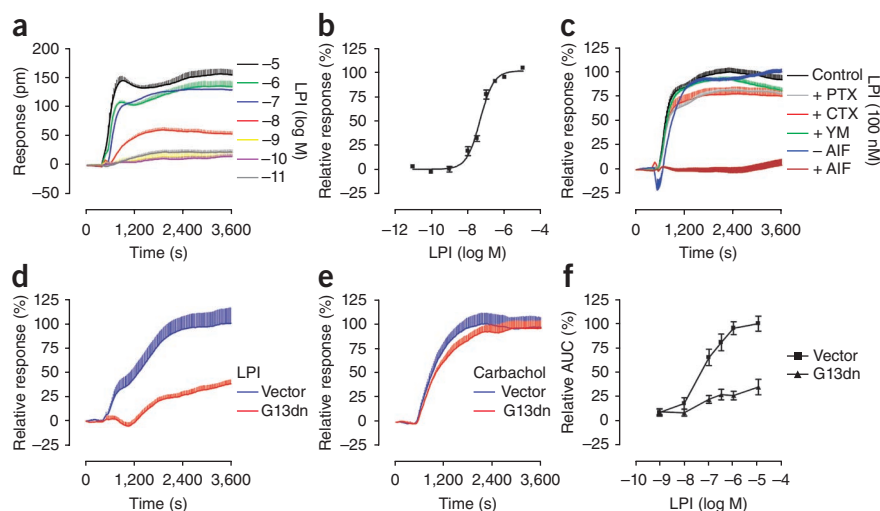 a
Response (pm)
200
150
100
50
0
–50
0 1,200 2,400 3,600
Time (s)
–5
–6
–7
–8
–9
–10
–11
LPI (log M)
b
Relative response (%)
125
100
75
50
25
0
–25
–12 –10 –8 –6 –4
LPI (log M)
c
Relative response (%)
125
100
75
50
25
0
–25
0 1,200 2,400 3,600
Time (s)
Control
+ PTX
+ CTX
+ YM
– AIF
+ AIF
LPI (100 nM)
d
Relative response (%)
125
100
75
50
25
0
–25
0 1,200 2,400 3,600
Time (s)
LPI
Vector
G13dn
e
Relative response (%)
125
100
75
50
25
0
–25
0 1,200 2,400 3,600
Time (s)
Carbachol
Vector
G13dn
f
Relative AUC (%)
125
100
75
50
25
0
–25
–10 –9 –8 –7 –6 –5 –4
LPI (log M)
Vector
G13dn